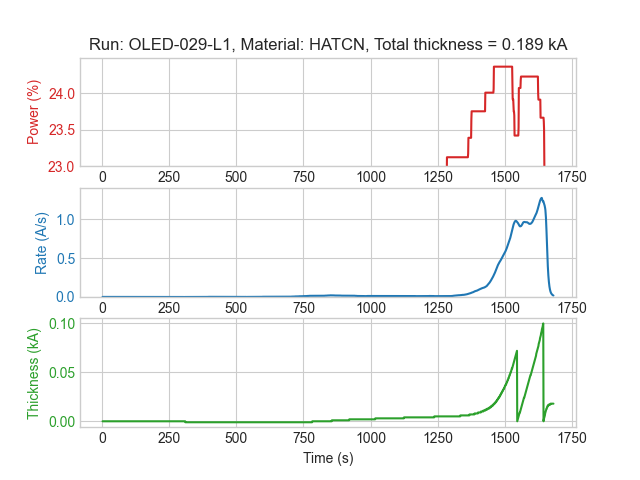 Run: OLED-029-L1, Material: HATCN, Total thickness = 0.189 kA
Power (%)
24.0
23.5
23.0
0 250 500 750 1000 1250 1500 1750
Rate (A/s)
1.0
0.5
0.0
0 250 500 750 1000 1250 1500 1750
Thickness (kA)
0.10
0.05
0.00
0 250 500 750 1000 1250 1500 1750
Time (s)